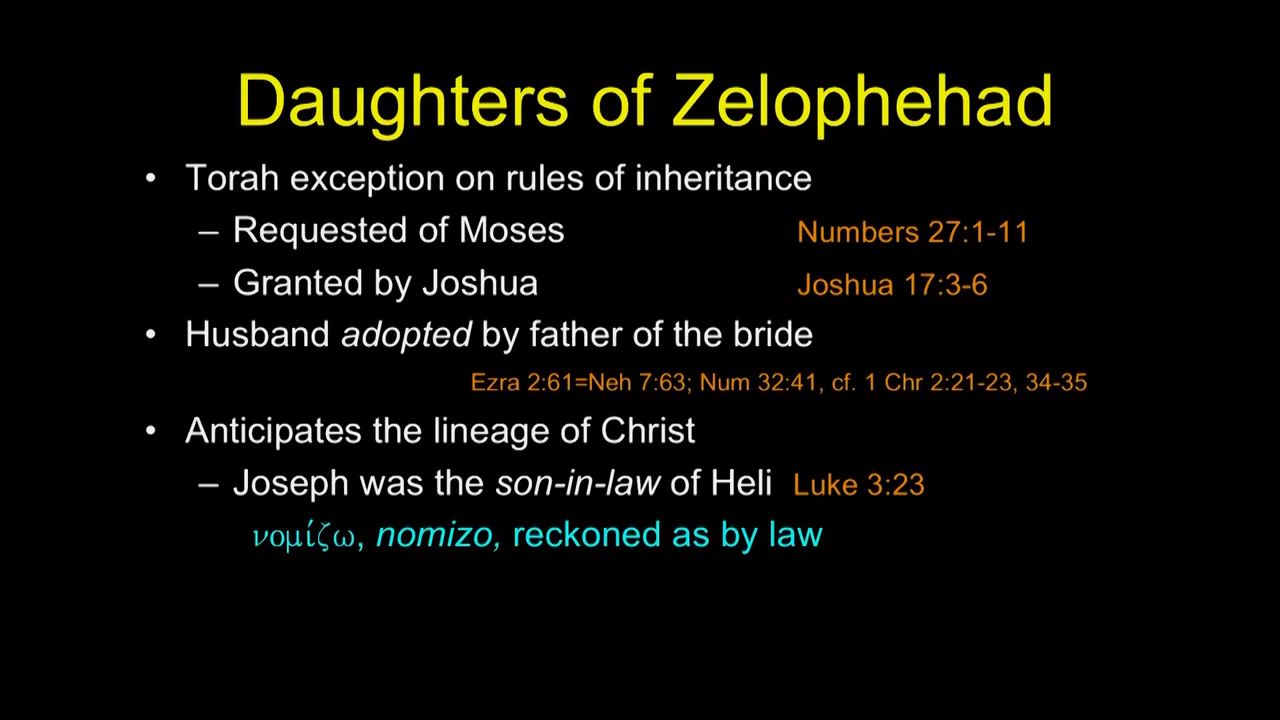 Daughters of Zelophehad
• Torah exception on rules of inheritance
– Requested of Moses Numbers 27:1-11
– Granted by Joshua Joshua 17:3-6
• Husband adopted by father of the bride
Ezra 2:61=Neh 7:63; Num 32:41, cf. 1 Chr 2:21-23, 34-35
• Anticipates the lineage of Christ
– Joseph was the son-in-law of Heli Luke 3:23
νομίζω, nomizo, reckoned as by law